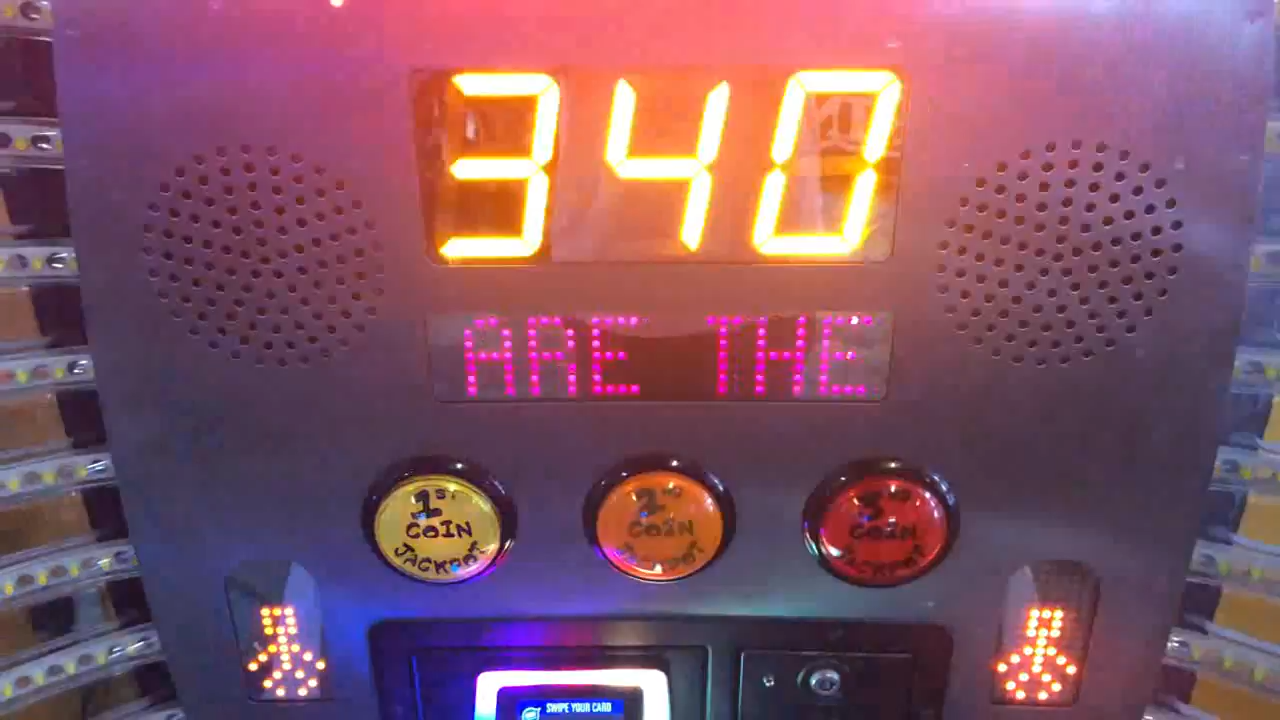 340
ARE THE
1ST COIN JACKPOT
2ND COIN JACKPOT
3RD COIN JACKPOT
SWIPE YOUR CARD